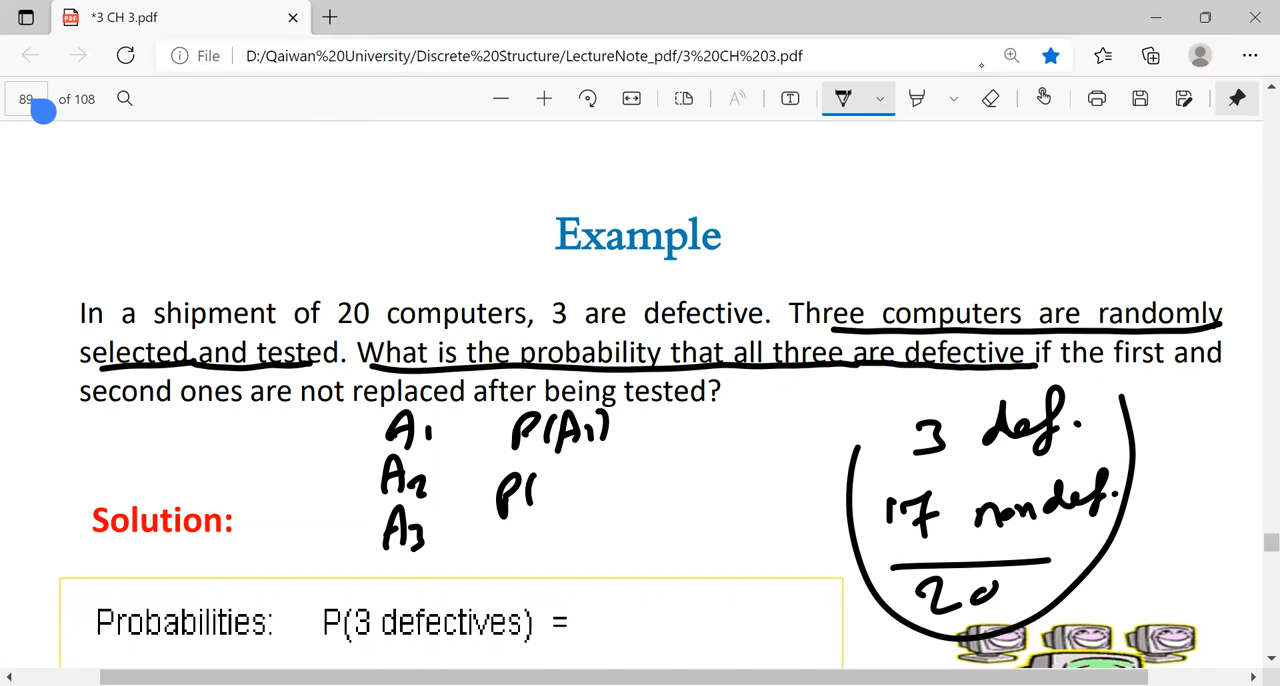 *3 CH 3.pdf
File D:/Qaiwan%20University/Discrete%20Structure/LectureNote_pdf/3%20CH%203.pdf
89 of 108
Example
In a shipment of 20 computers, 3 are defective. Three computers are randomly
selected and tested. What is the probability that all three are defective if the first and
second ones are not replaced after being tested?
A1 P(A1)
A2 P(
A3
3 def.
17 nondef.
20
Solution:
Probabilities: P(3 defectives) =